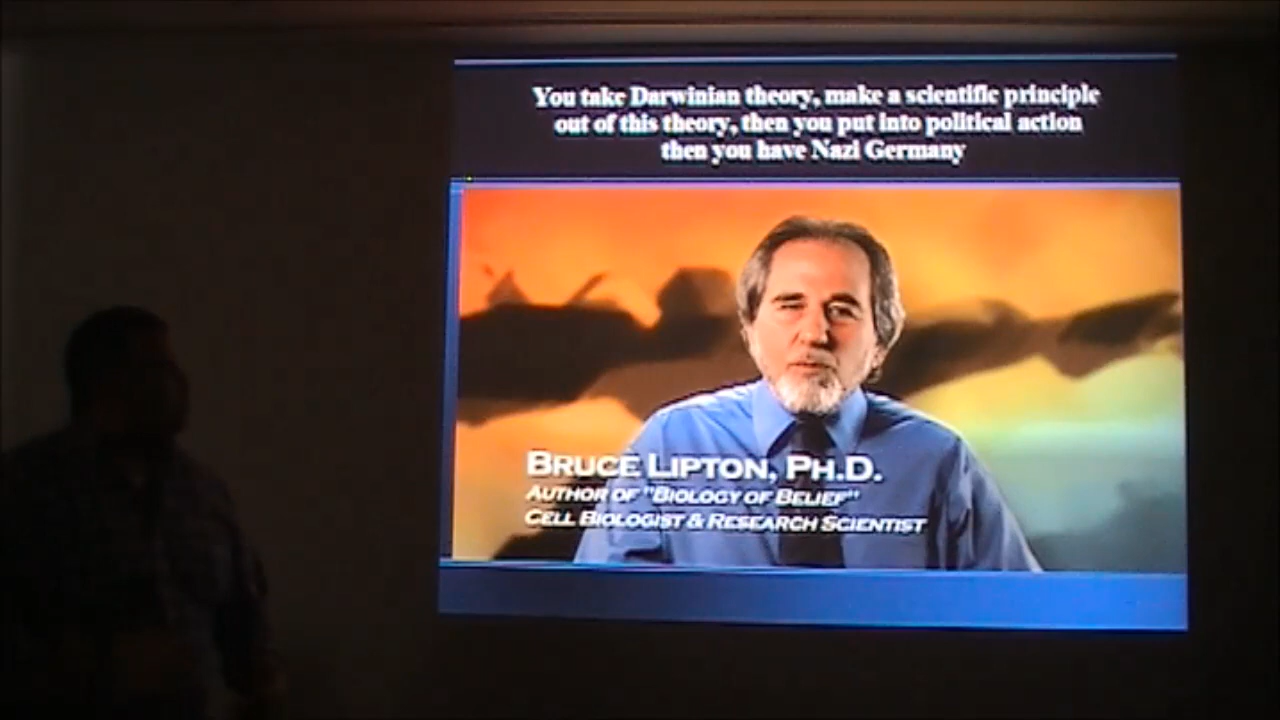 You take Darwinian theory, make a scientific principle
out of this theory, then you put into political action
then you have Nazi Germany
BRUCE LIPTON, PH.D.
AUTHOR OF "BIOLOGY OF BELIEF"
CELL BIOLOGIST & RESEARCH SCIENTIST